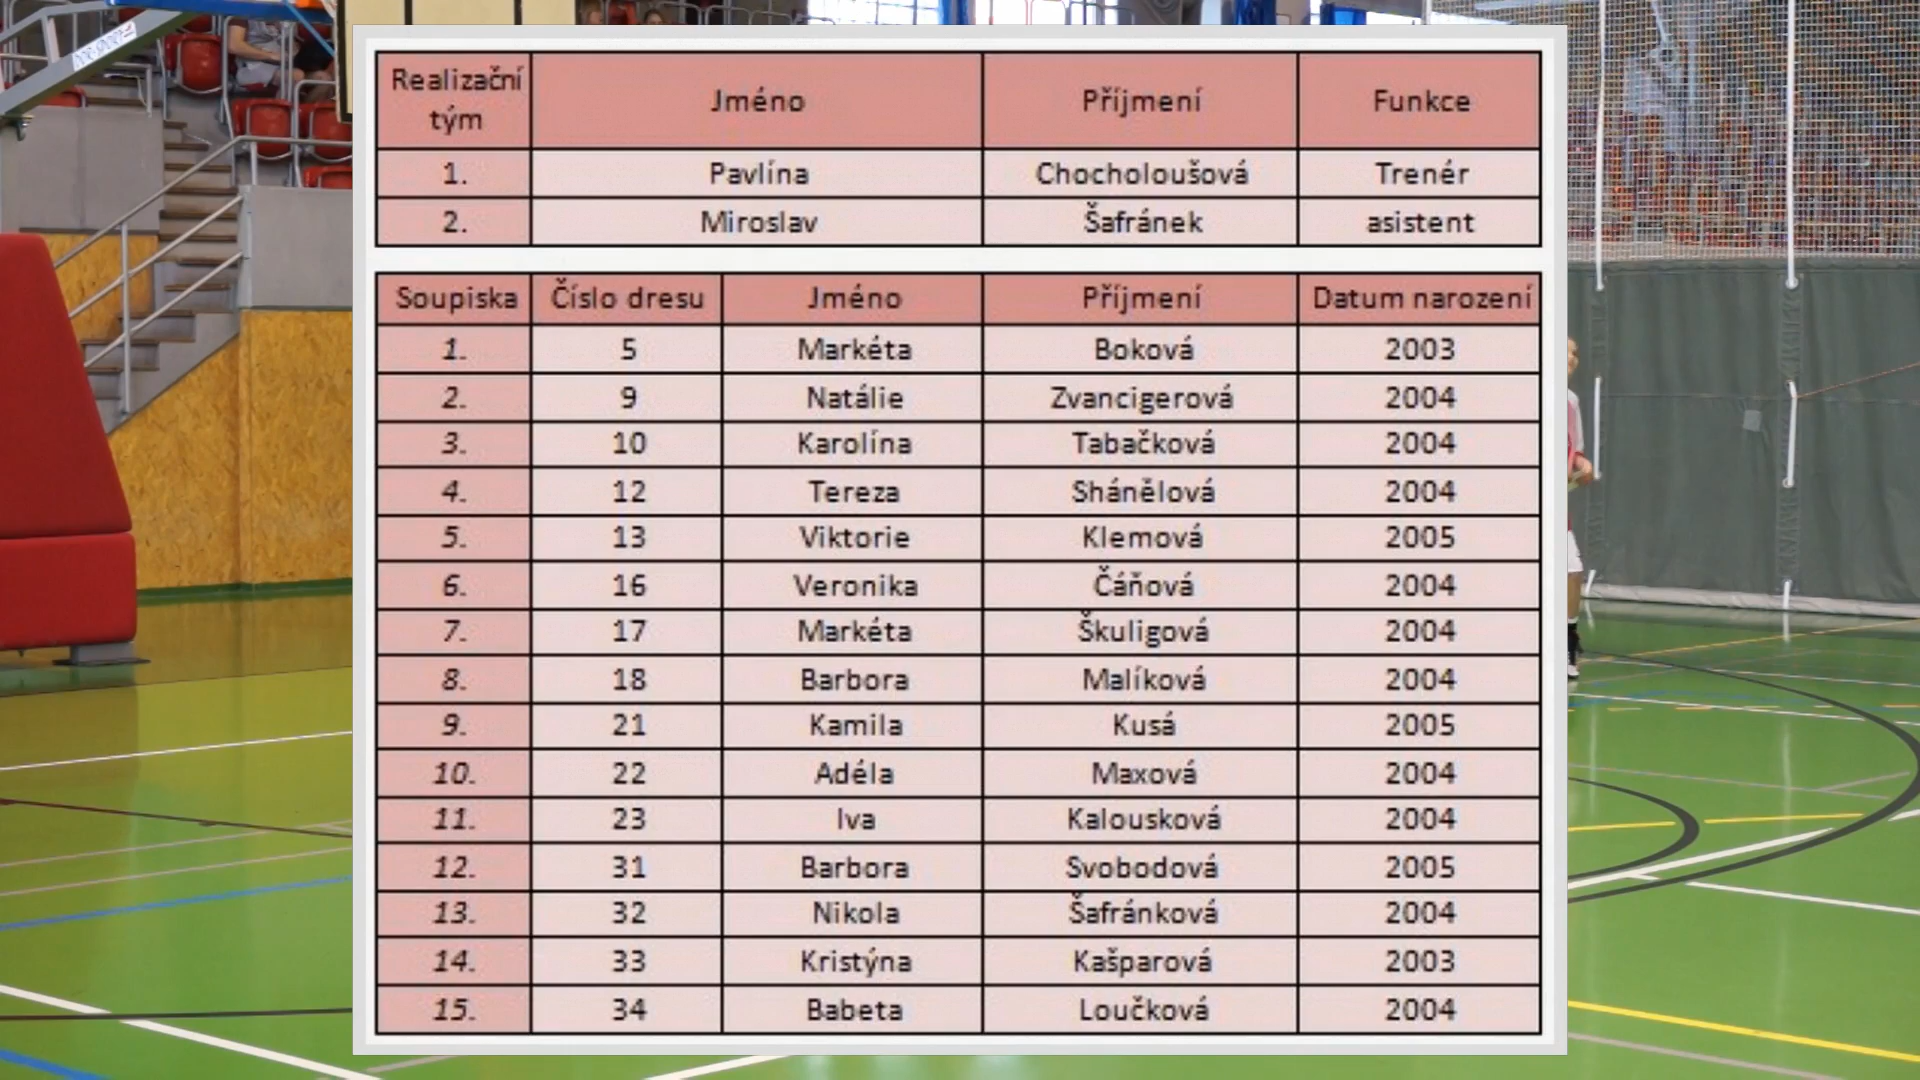 Realizační tým Jméno Příjmení Funkce
1. Pavlína Chocholoušová Trenér
2. Miroslav Šafránek asistent
Soupiska Číslo dresu Jméno Příjmení Datum narození
1. 5 Markéta Boková 2003
2. 9 Natálie Zvancigerová 2004
3. 10 Karolína Tabačková 2004
4. 12 Tereza Shánělová 2004
5. 13 Viktorie Klemová 2005
6. 16 Veronika Čáňová 2004
7. 17 Markéta Škuligová 2004
8. 18 Barbora Malíková 2004
9. 21 Kamila Kusá 2005
10. 22 Adéla Maxová 2004
11. 23 Iva Kalousková 2004
12. 31 Barbora Svobodová 2005
13. 32 Nikola Šafránková 2004
14. 33 Kristýna Kašparová 2003
15. 34 Babeta Loučková 2004